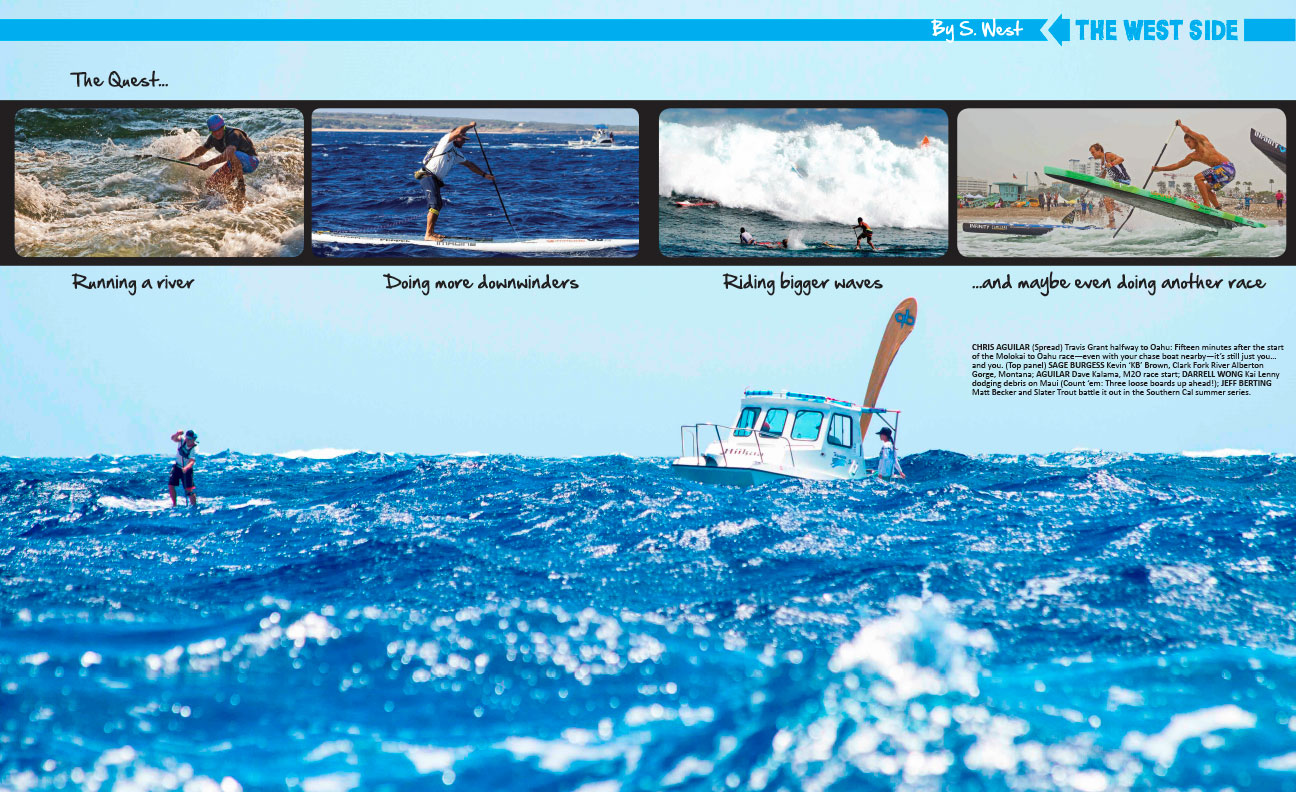 By S. West
THE WEST SIDE
The Quest...
IMAGINE
INFINITY
Running a river
Doing more downwinders
Riding bigger waves
...and maybe even doing another race
CHRIS AGUILAR (Spread) Travis Grant halfway to Oahu: Fifteen minutes after the start
of the Molokai to Oahu race—even with your chase boat nearby—it's still just you...
and you. (Top panel) SAGE BURGESS Kevin 'KB' Brown, Clark Fork River Alberton
Gorge, Montana; AGUILAR Dave Kalama, M2O race start; DARRELL WONG Kai Lenny
dodging debris on Maui (Count 'em: Three loose boards up ahead!); JEFF BERTING
Matt Becker and Slater Trout battle it out in the Southern Cal summer series.